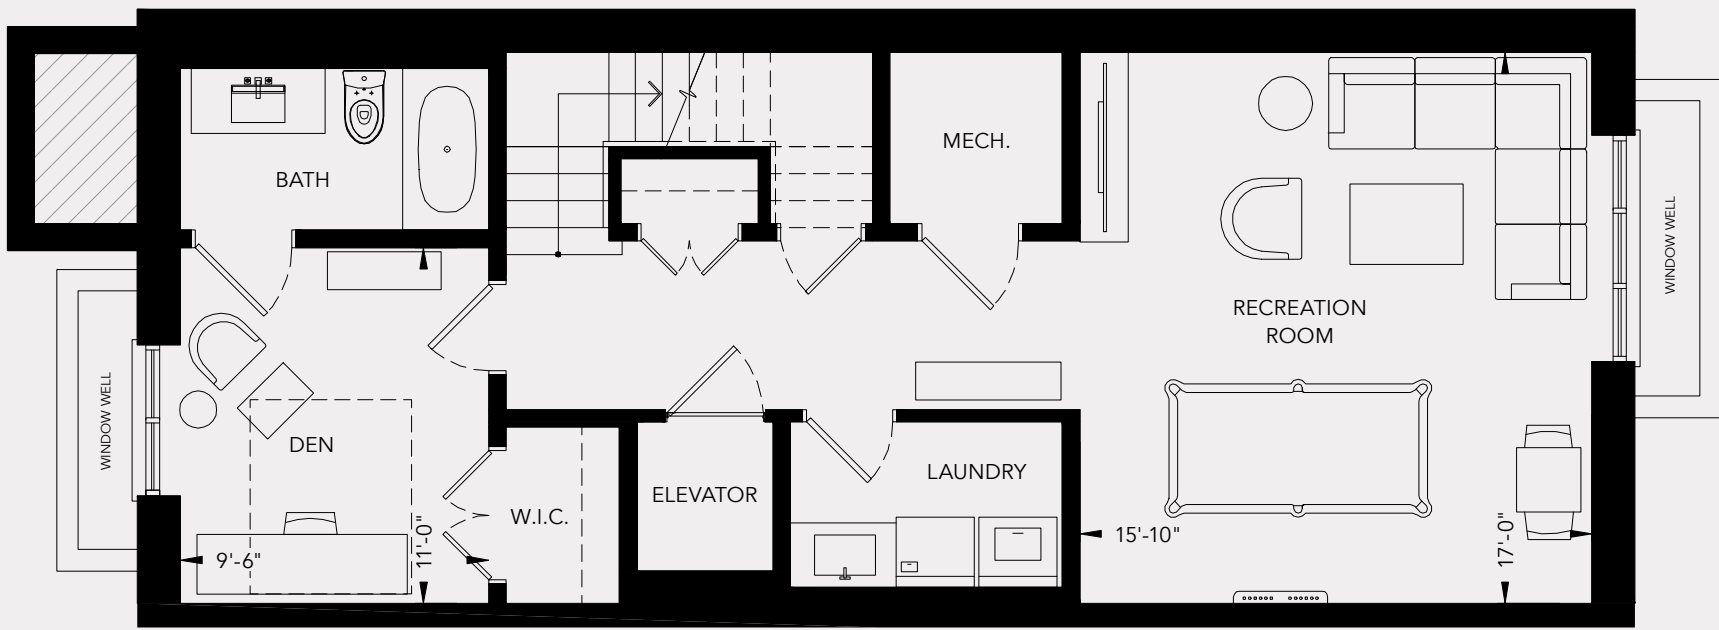 BATH
MECH.
WINDOW WELL
RECREATION
ROOM
WINDOW WELL
DEN
LAUNDRY
ELEVATOR
W.I.C.
9'-6"
11'-0"
15'-10"
17'-0"